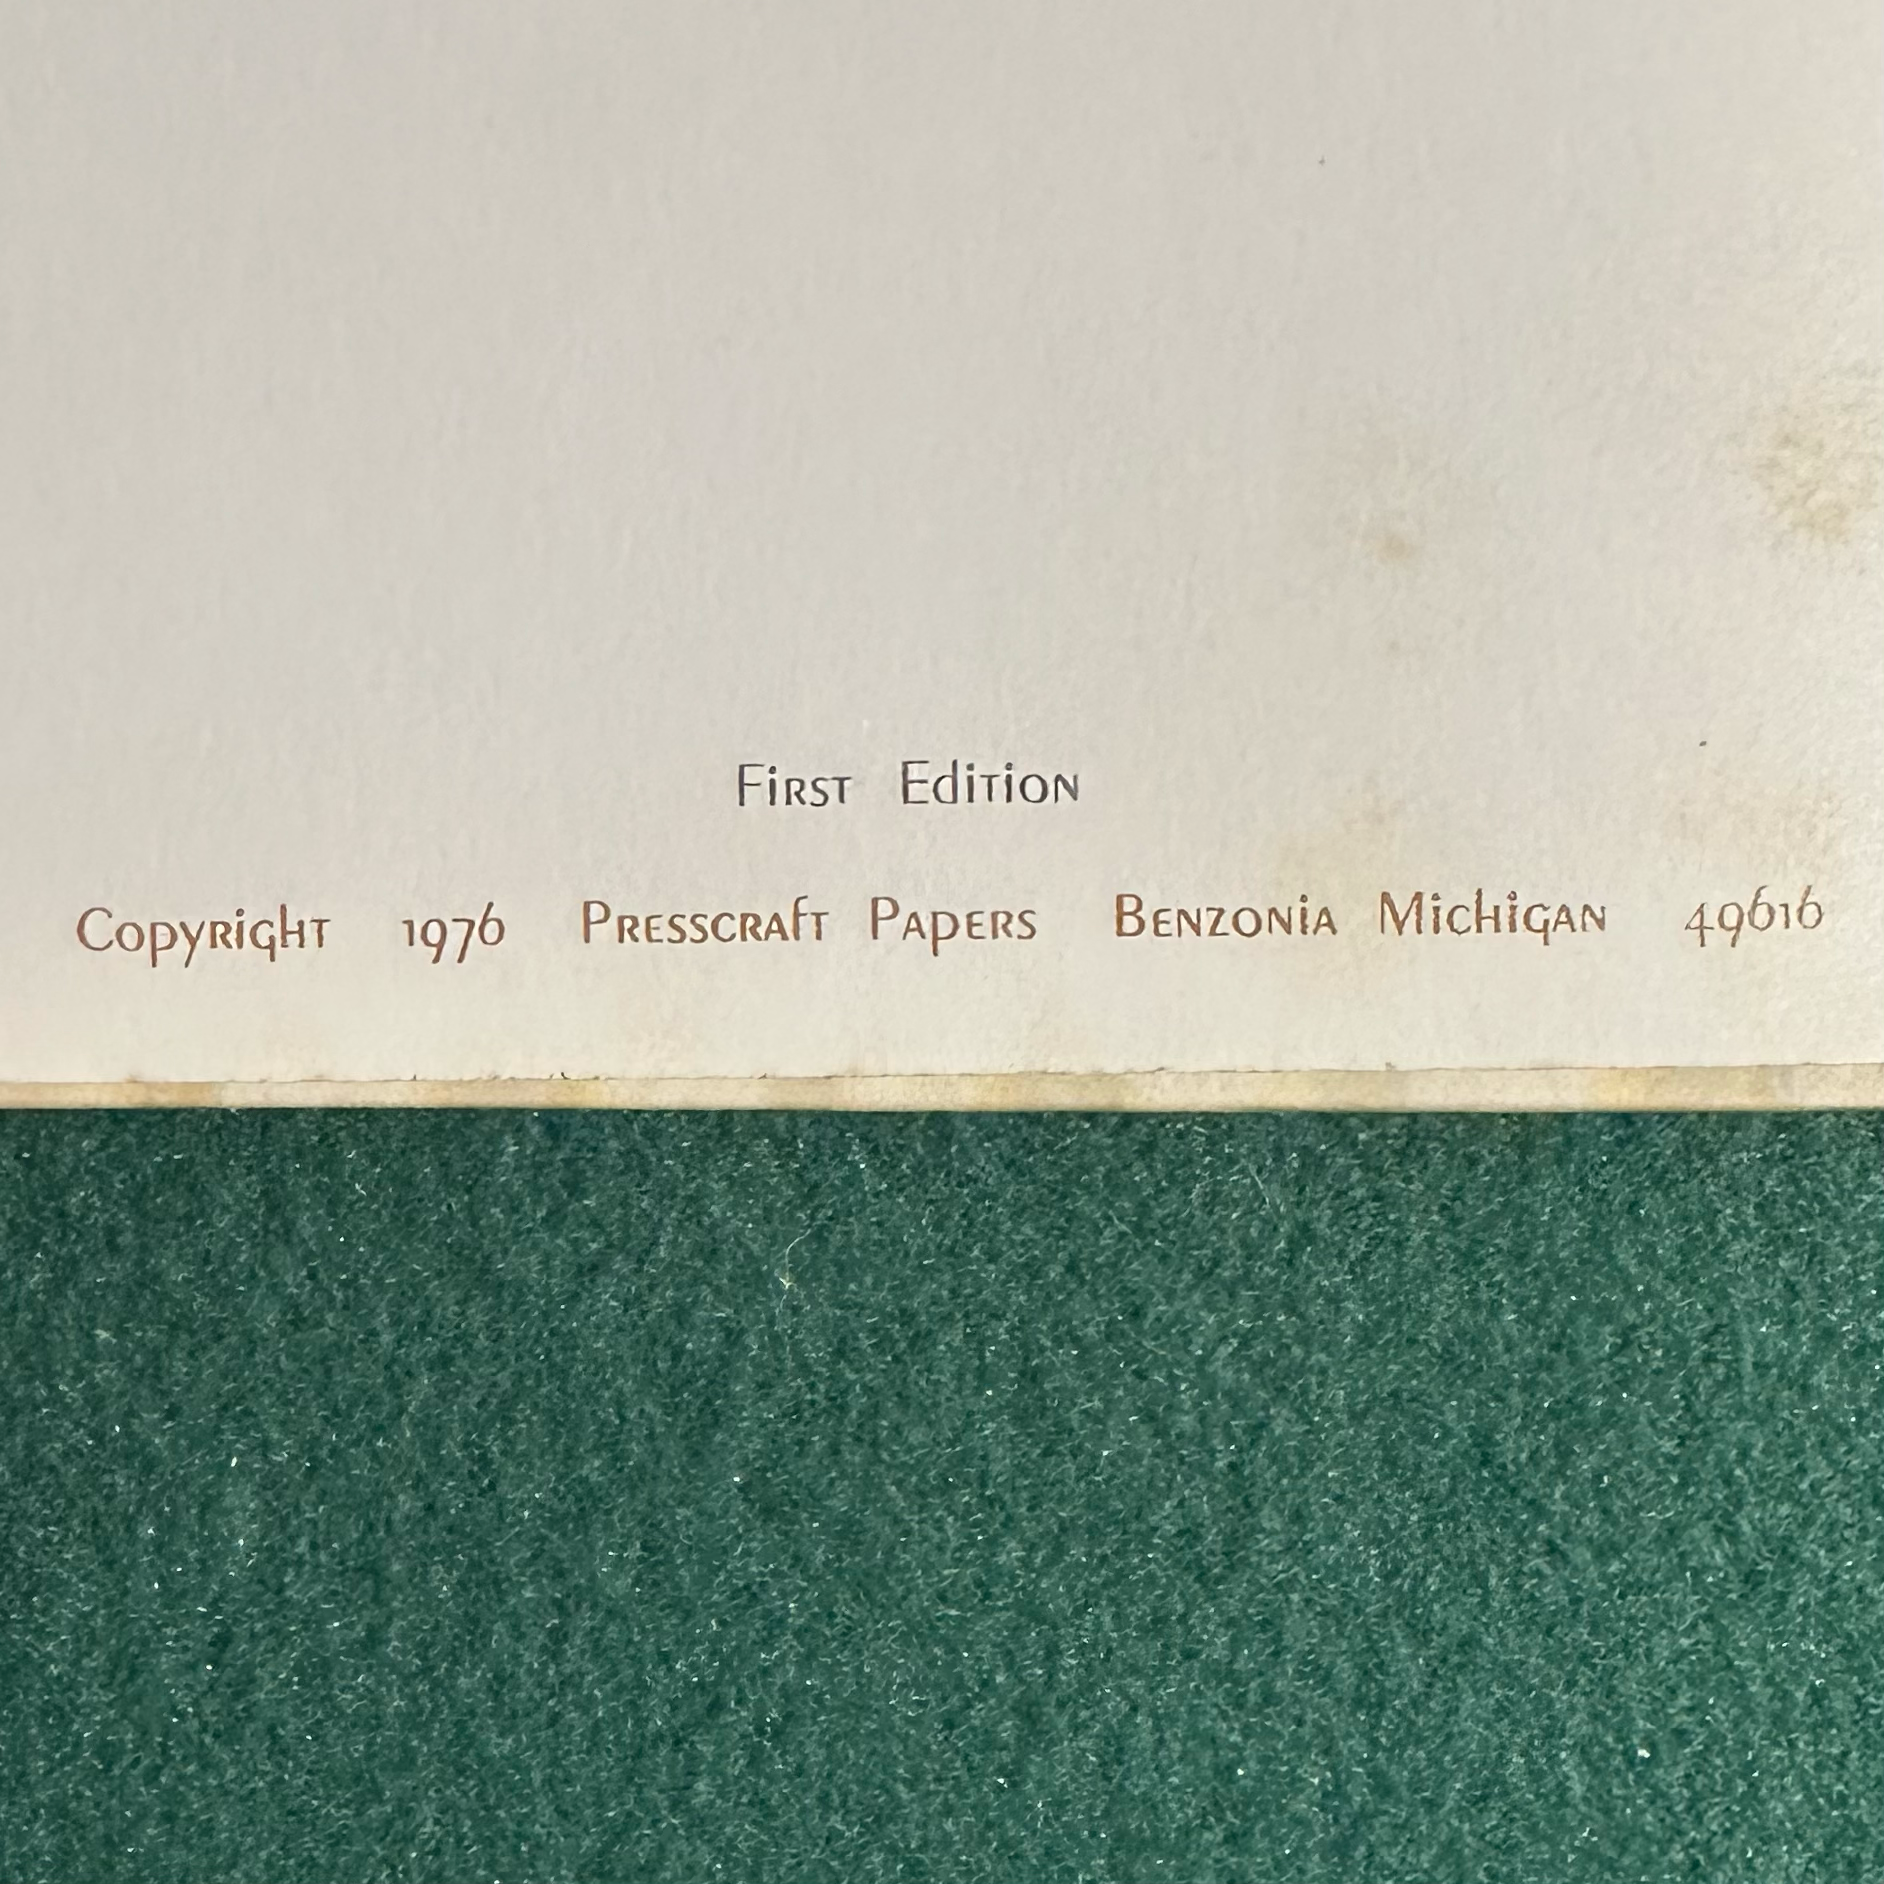 First Edition
Copyright 1976 Presscraft Papers Benzonia Michigan 49616